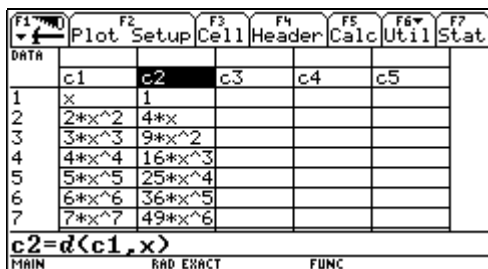 F1 F2 F3 F4 F5 F6 F7
Plot Setup Cell Header Calc Util Stat
DATA
c1 c2 c3 c4 c5
1 x 1
2 2*x^2 4*x
3 3*x^3 9*x^2
4 4*x^4 16*x^3
5 5*x^5 25*x^4
6 6*x^6 36*x^5
7 7*x^7 49*x^6
c2=d(c1,x)
MAIN RAD EXACT FUNC